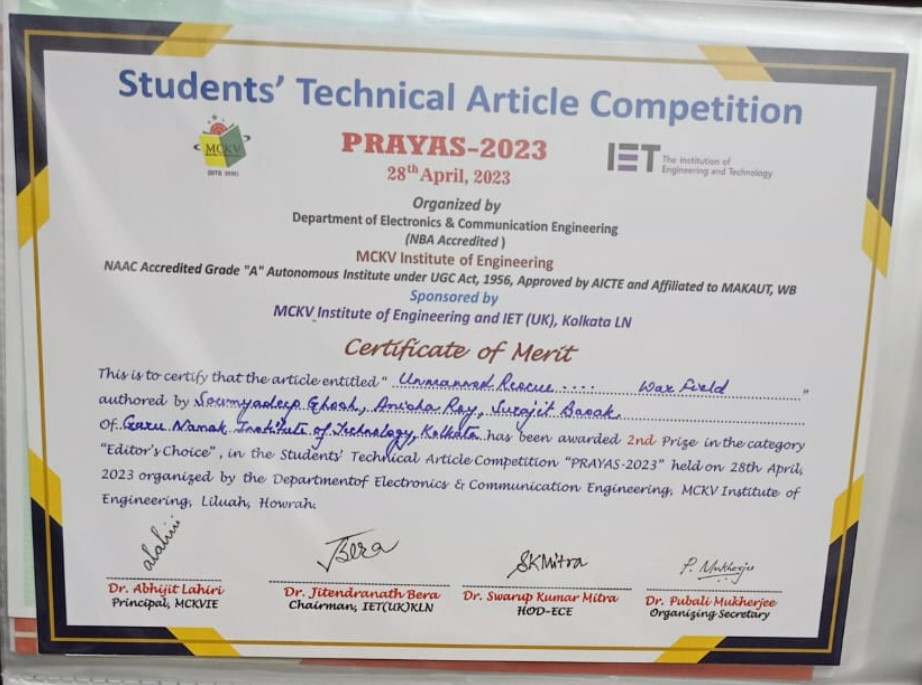 Students' Technical Article Competition
MCKV
PRAYAS-2023
28th April, 2023
IET The Institution of
Engineering and Technology
Organized by
Department of Electronics & Communication Engineering
(NBA Accredited )
MCKV Institute of Engineering
NAAC Accredited Grade "A" Autonomous Institute under UGC Act, 1956, Approved by AICTE and Affiliated to MAKAUT, WB
Sponsored by
MCKV Institute of Engineering and IET (UK), Kolkata LN
Certificate of Merit
This is to certify that the article entitled " Unmanned Rescue .... War Field "
authored by Soumyadeep Ghosh, Anisha Roy, Surajit Basak
Of Guru Nanak Institute of Technology, Kolkata has been awarded 2nd Prize in the category
"Editor's Choice", in the Students' Technical Article Competition "PRAYAS-2023" held on 28th April,
2023 organized by the Departmentof Electronics & Communication Engineering, MCKV Institute of
Engineering, Liluah, Howrah.
alahiri JBera SKMitra P. Mukherjee
Dr. Abhijit Lahiri
Principal, MCKVIE
Dr. Jitendranath Bera
Chairman, IET(UK)KLN
Dr. Swarup Kumar Mitra
HOD-ECE
Dr. Pubali Mukherjee
Organizing Secretary